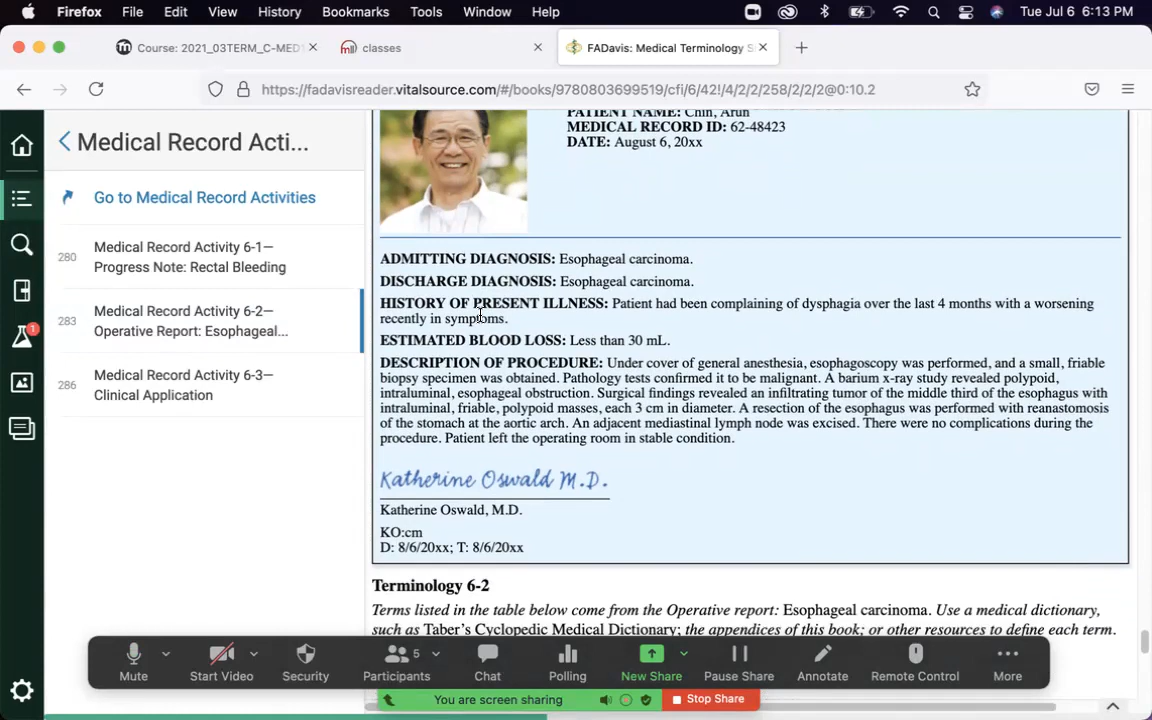 Firefox File Edit View History Bookmarks Tools Window Help Tue Jul 6 6:13 PM
Course: 2021_03TERM_C-MED classes FADavis: Medical Terminology S
https://fadavisreader.vitalsource.com/#/books/9780803699519/cfi/6/42!/4/2/2/258/2/2/2@0:10.2
Medical Record Acti...
Go to Medical Record Activities
280 Medical Record Activity 6-1—
Progress Note: Rectal Bleeding
283 Medical Record Activity 6-2—
Operative Report: Esophageal...
286 Medical Record Activity 6-3—
Clinical Application
1
PATIENT NAME: Chin, Arun
MEDICAL RECORD ID: 62-48423
DATE: August 6, 20xx
ADMITTING DIAGNOSIS: Esophageal carcinoma.
DISCHARGE DIAGNOSIS: Esophageal carcinoma.
HISTORY OF PRESENT ILLNESS: Patient had been complaining of dysphagia over the last 4 months with a worsening
recently in symptoms.
ESTIMATED BLOOD LOSS: Less than 30 mL.
DESCRIPTION OF PROCEDURE: Under cover of general anesthesia, esophagoscopy was performed, and a small, friable
biopsy specimen was obtained. Pathology tests confirmed it to be malignant. A barium x-ray study revealed polypoid,
intraluminal, esophageal obstruction. Surgical findings revealed an infiltrating tumor of the middle third of the esophagus with
intraluminal, friable, polypoid masses, each 3 cm in diameter. A resection of the esophagus was performed with reanastomosis
of the stomach at the aortic arch. An adjacent mediastinal lymph node was excised. There were no complications during the
procedure. Patient left the operating room in stable condition.
Katherine Oswald M.D.
Katherine Oswald, M.D.
KO:cm
D: 8/6/20xx; T: 8/6/20xx
Terminology 6-2
Terms listed in the table below come from the Operative report: Esophageal carcinoma. Use a medical dictionary,
such as Taber's Cyclopedic Medical Dictionary; the appendices of this book; or other resources to define each term.
5
Mute Start Video Security Participants Chat Polling New Share Pause Share Annotate Remote Control More
You are screen sharing Stop Share